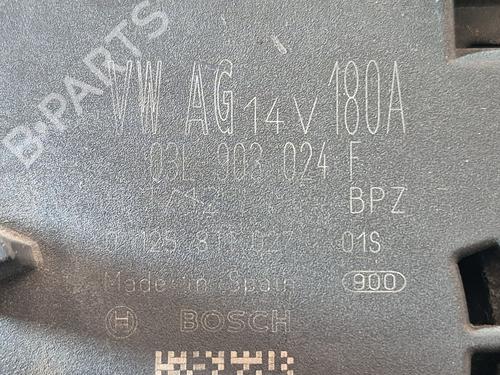 B-PARTS
VW AG 14V 180A
03L 903 024 F
BPZ
0 125 811 027 01S
Made in Spain 900
BOSCH